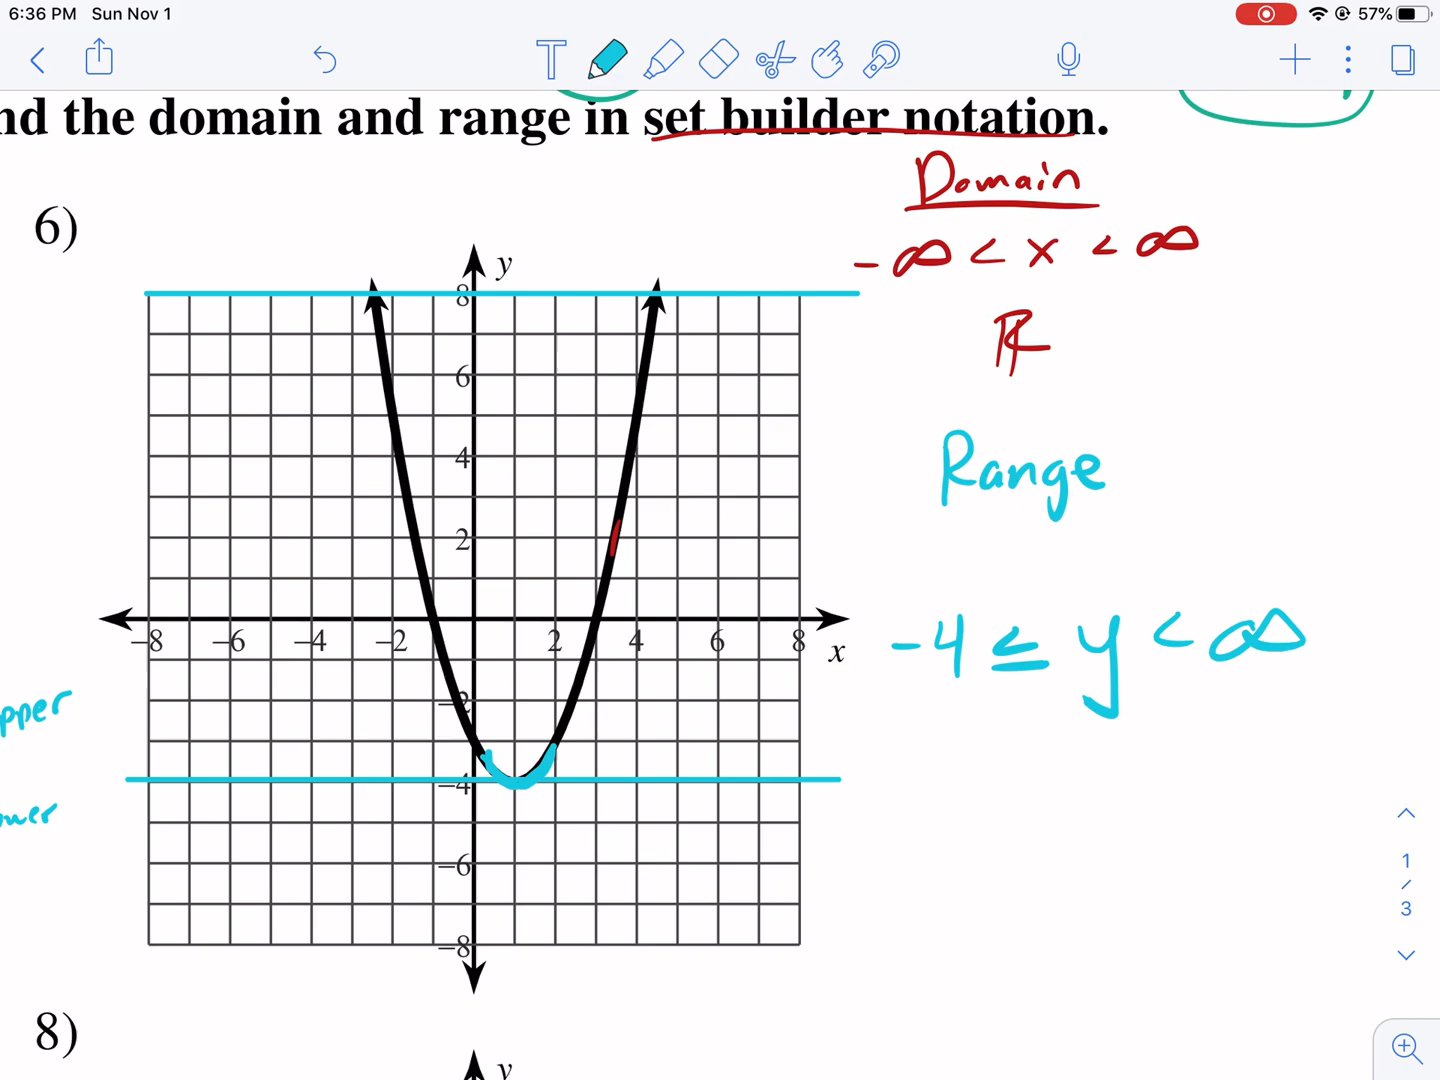 6:36 PM Sun Nov 1
57%
T
nd the domain and range in set builder notation.
Domain
-∞ < x < ∞
ℝ
6)
y
8
6
4
2
-8 -6 -4 -2 2 4 6 8
x
-2
-4
-6
-8
Range
-4 ≤ y < ∞
pper
ower
1
/
3
8)
y